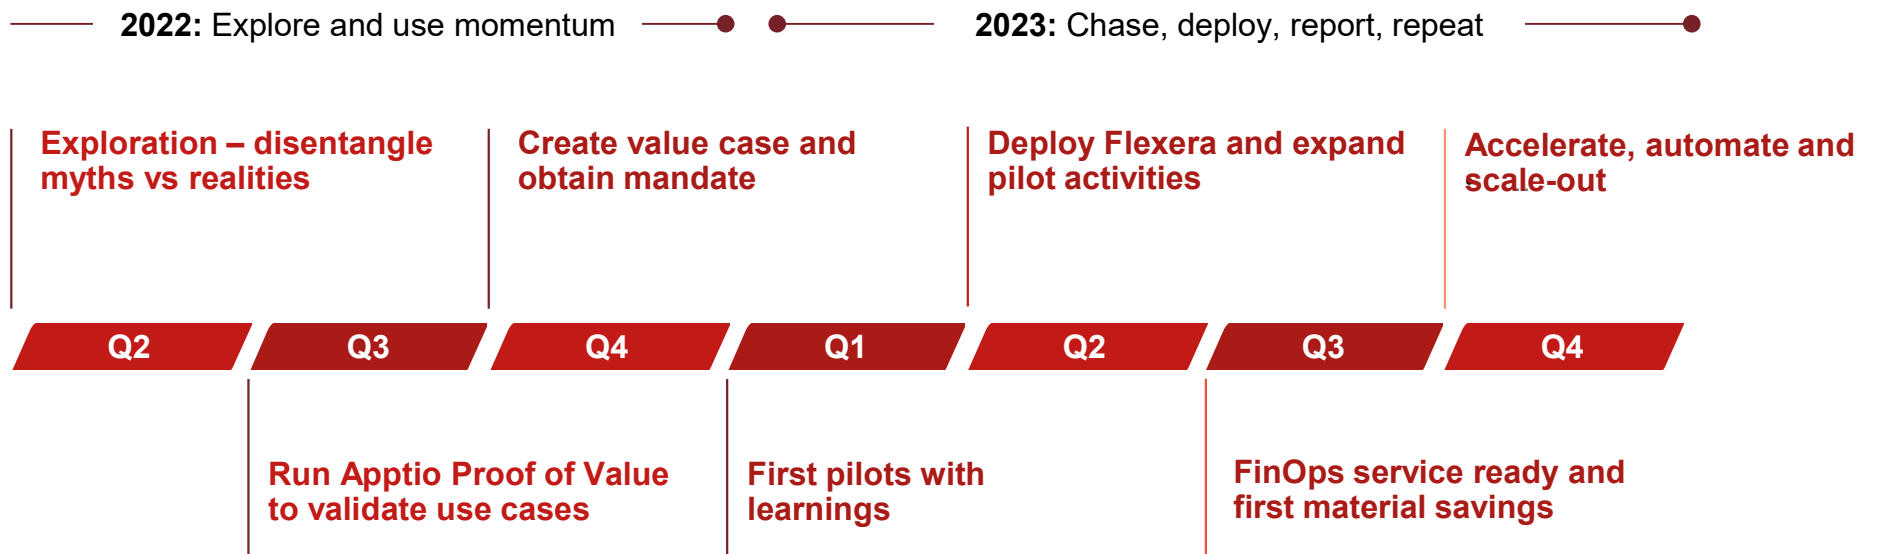 2022: Explore and use momentum
2023: Chase, deploy, report, repeat
Exploration – disentangle
myths vs realities
Create value case and
obtain mandate
Deploy Flexera and expand
pilot activities
Accelerate, automate and
scale-out
Q2
Q3
Q4
Q1
Q2
Q3
Q4
Run Apptio Proof of Value
to validate use cases
First pilots with
learnings
FinOps service ready and
first material savings